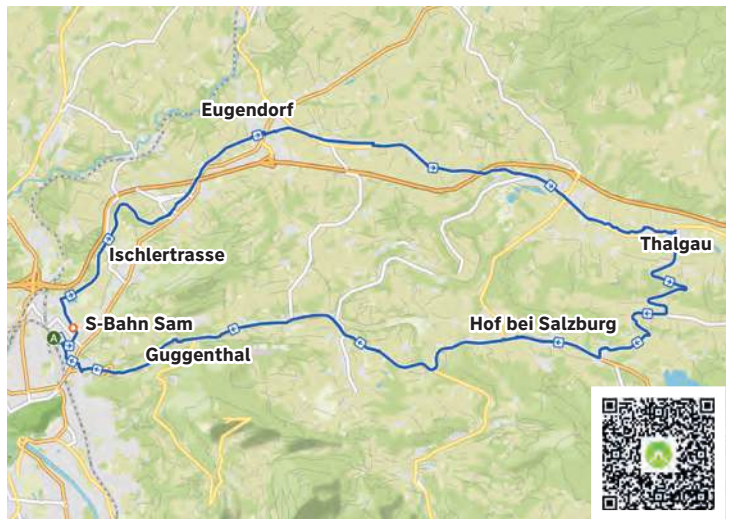 Eugendorf
Ischlertrasse
Thalgau
S-Bahn Sam
Hof bei Salzburg
A
Guggenthal